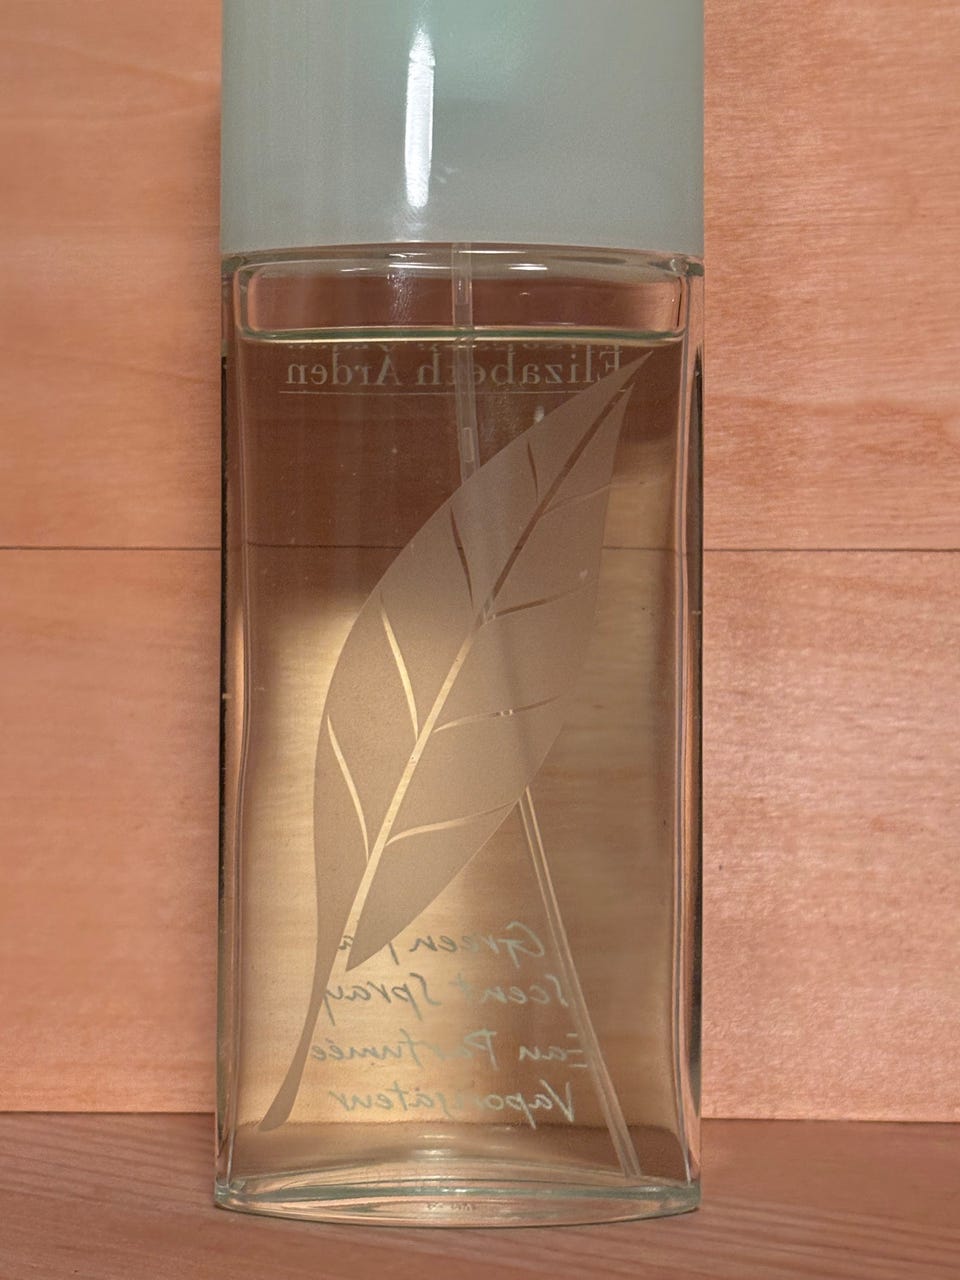 Elizabeth Arden
Green
Scent Spray
Eau Parfumée
Vaporisateur